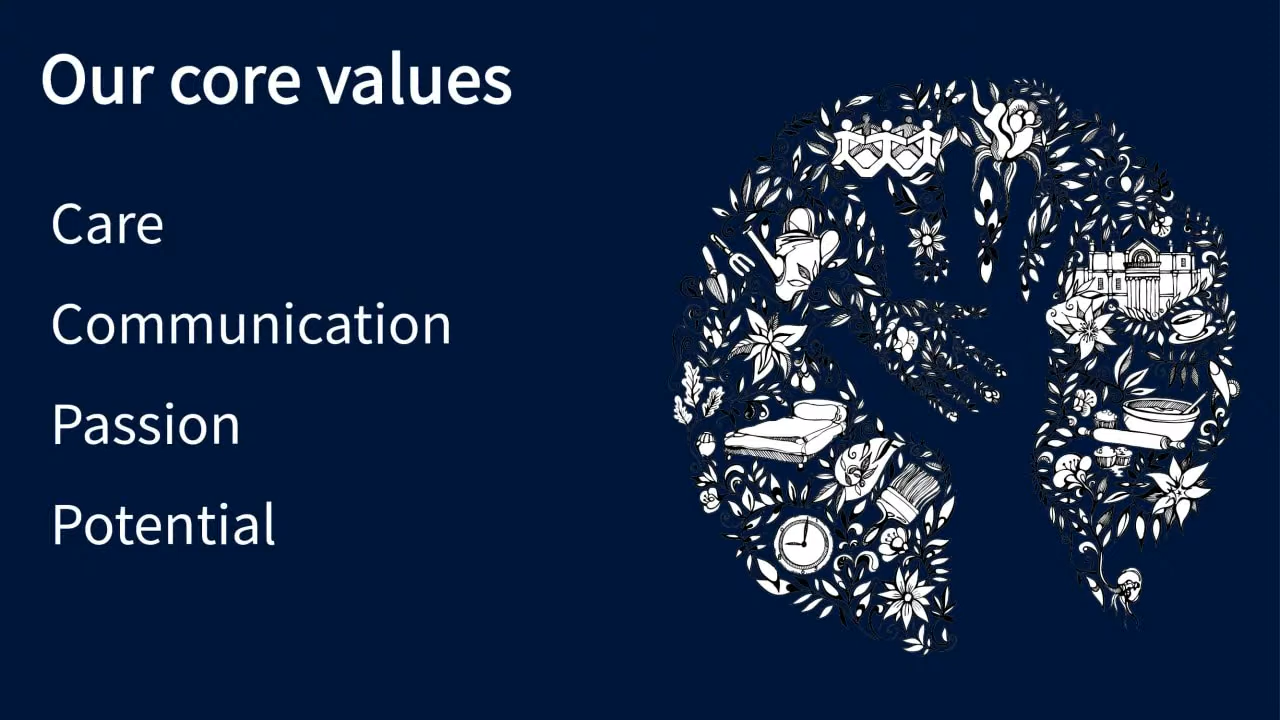 Our core values
Care
Communication
Passion
Potential